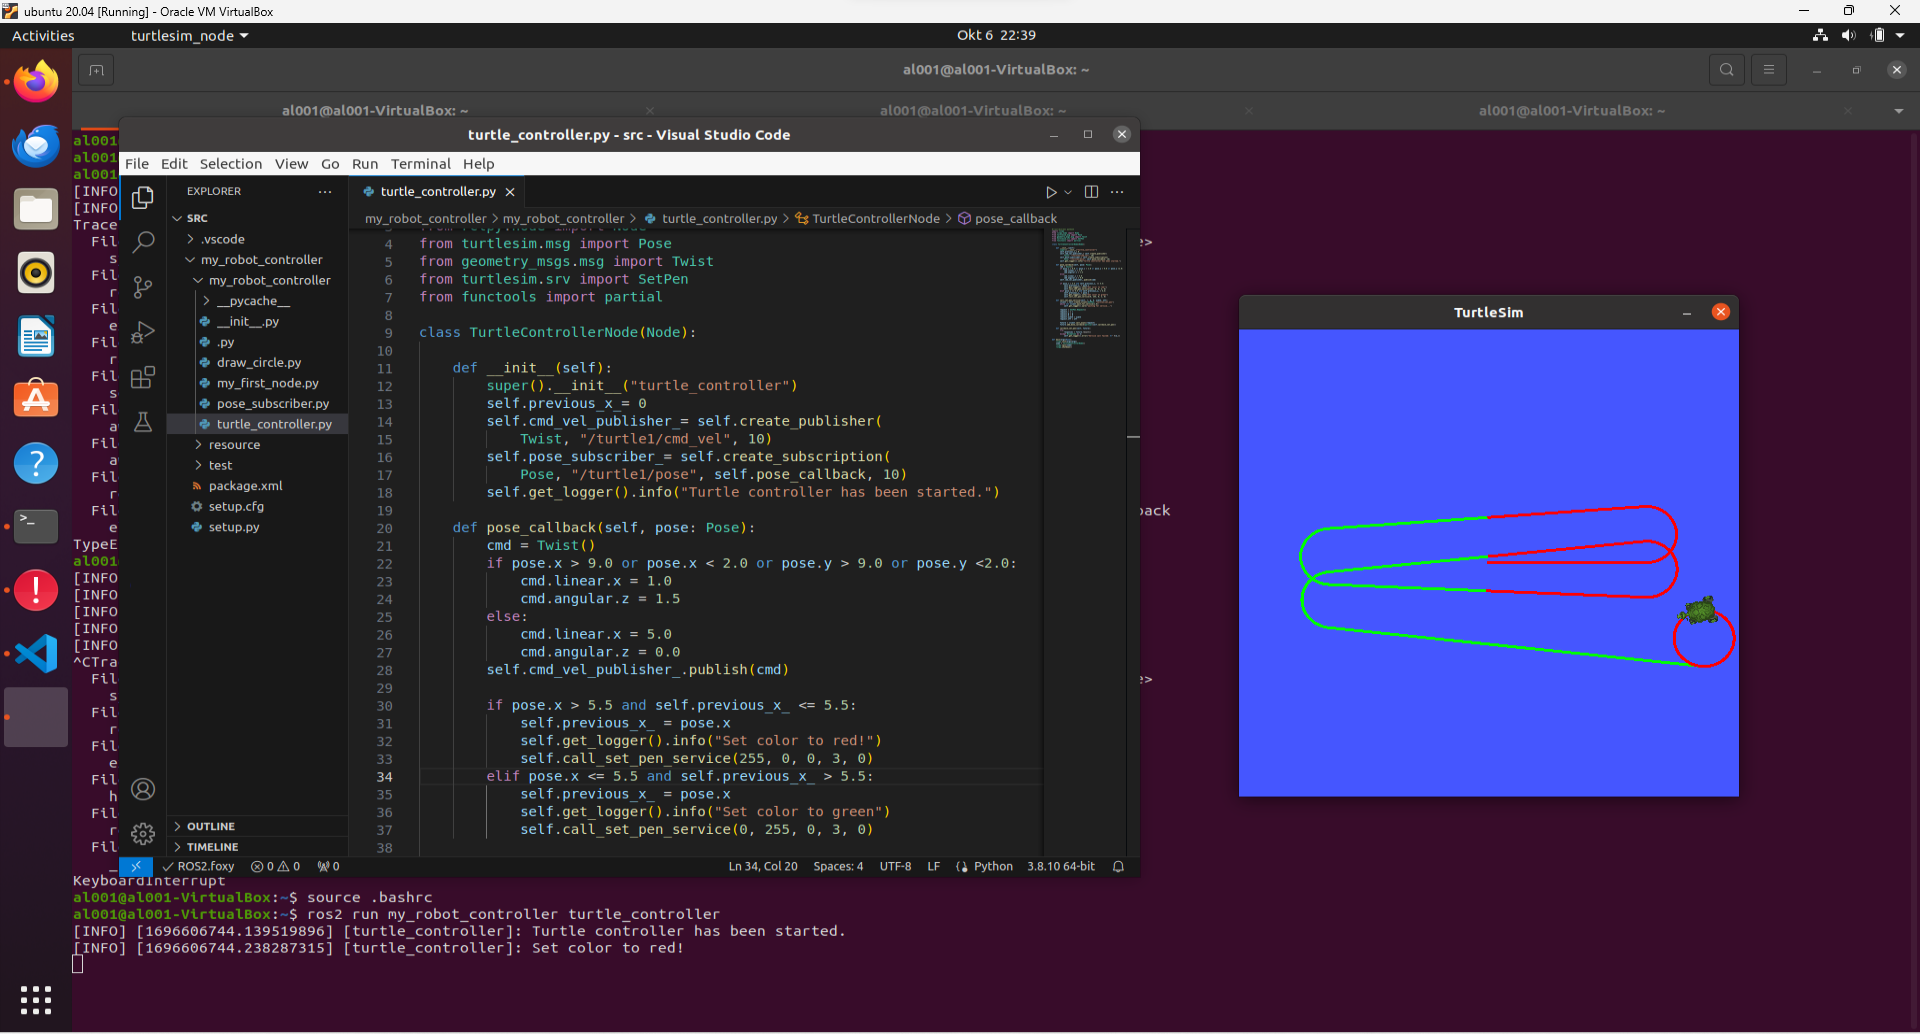 ubuntu 20.04 [Running] - Oracle VM VirtualBox
Activities
turtlesim_node
Okt 6 22:39
al001@al001-VirtualBox: ~
al001@al001-VirtualBox: ~
al001@al001-VirtualBox: ~
al001@al001-VirtualBox: ~
turtle_controller.py - src - Visual Studio Code
File Edit Selection View Go Run Terminal Help
EXPLORER
SRC
.vscode
my_robot_controller
my_robot_controller
__pycache__
__init__.py
.py
draw_circle.py
my_first_node.py
pose_subscriber.py
turtle_controller.py
resource
test
package.xml
setup.cfg
setup.py
OUTLINE
TIMELINE
turtle_controller.py
my_robot_controller > my_robot_controller > turtle_controller.py > TurtleControllerNode > pose_callback
4 from turtlesim.msg import Pose
5 from geometry_msgs.msg import Twist
6 from turtlesim.srv import SetPen
7 from functools import partial
8
9 class TurtleControllerNode(Node):
10
11 def __init__(self):
12 super().__init__("turtle_controller")
13 self.previous_x_= 0
14 self.cmd_vel_publisher_= self.create_publisher(
15 Twist, "/turtle1/cmd_vel", 10)
16 self.pose_subscriber_= self.create_subscription(
17 Pose, "/turtle1/pose", self.pose_callback, 10)
18 self.get_logger().info("Turtle controller has been started.")
19
20 def pose_callback(self, pose: Pose):
21 cmd = Twist()
22 if pose.x > 9.0 or pose.x < 2.0 or pose.y > 9.0 or pose.y <2.0:
23 cmd.linear.x = 1.0
24 cmd.angular.z = 1.5
25 else:
26 cmd.linear.x = 5.0
27 cmd.angular.z = 0.0
28 self.cmd_vel_publisher_.publish(cmd)
29
30 if pose.x > 5.5 and self.previous_x_ <= 5.5:
31 self.previous_x_ = pose.x
32 self.get_logger().info("Set color to red!")
33 self.call_set_pen_service(255, 0, 0, 3, 0)
34 elif pose.x <= 5.5 and self.previous_x_ > 5.5:
35 self.previous_x_ = pose.x
36 self.get_logger().info("Set color to green")
37 self.call_set_pen_service(0, 255, 0, 3, 0)
38
ROS2.foxy 0 0 0 Ln 34, Col 20 Spaces: 4 UTF-8 LF Python 3.8.10 64-bit
TurtleSim
al001
al001
al001
[INFO
[INFO
Trace
Fil
s
Fil
r
Fil
e
Fil
r
Fil
s
Fil
a
Fil
a
Fil
r
Fil
e
TypeE
al001
[INFO
[INFO
[INFO
[INFO
[INFO
^CTra
Fil
s
Fil
r
Fil
e
Fil
h
Fil
r
Fil
>
back
>
KeyboardInterrupt
al001@al001-VirtualBox:~$ source .bashrc
al001@al001-VirtualBox:~$ ros2 run my_robot_controller turtle_controller
[INFO] [1696606744.139519896] [turtle_controller]: Turtle controller has been started.
[INFO] [1696606744.238287315] [turtle_controller]: Set color to red!